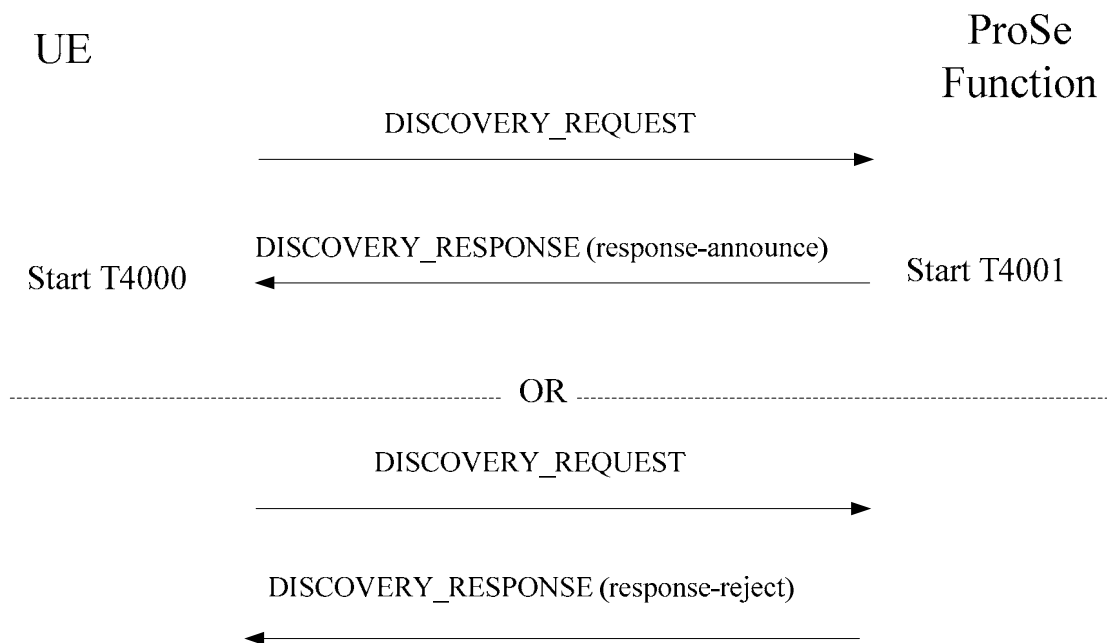 UE
ProSe
Function
DISCOVERY_REQUEST
DISCOVERY_RESPONSE (response-announce)
Start T4000
Start T4001
OR
DISCOVERY_REQUEST
DISCOVERY_RESPONSE (response-reject)